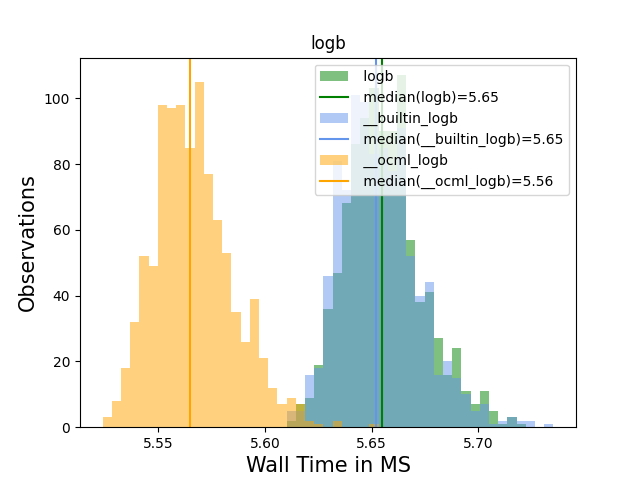 logb
logb
median(logb)=5.65
__builtin_logb
median(__builtin_logb)=5.65
__ocml_logb
median(__ocml_logb)=5.56
Observations
100
80
60
40
20
0
5.55
5.60
5.65
5.70
Wall Time in MS